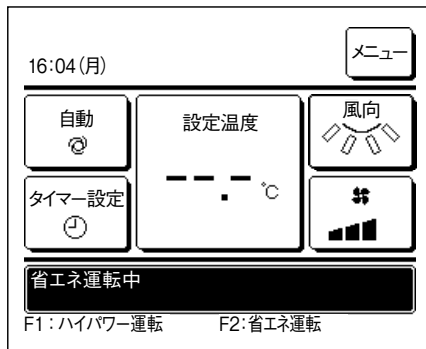 メニュー
16:04(月)
自動
設定温度
風向
--.-℃
タイマー設定
省エネ運転中
F1:ハイパワー運転
F2:省エネ運転